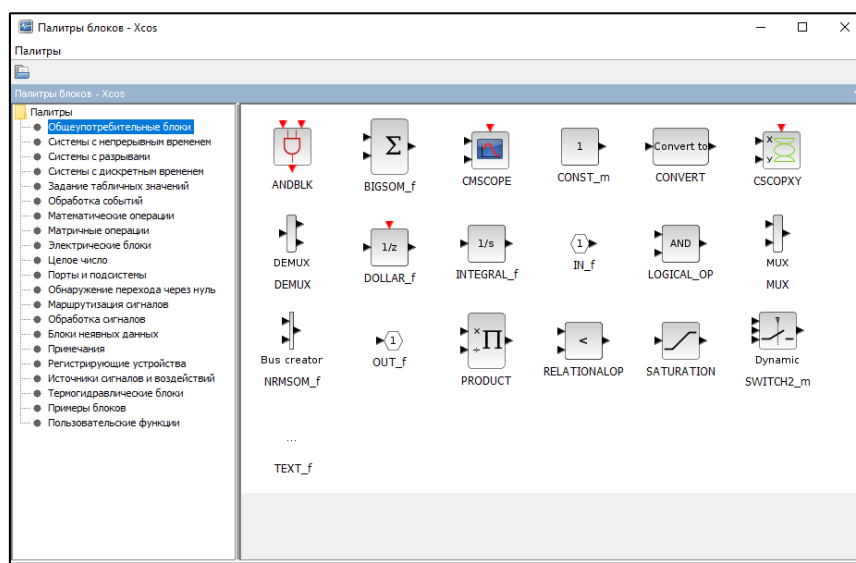 Палитры блоков - Xcos
Палитры
Палитры блоков - Xcos
Палитры
Общеупотребительные блоки
Системы с непрерывным временем
Системы с разрывами
Системы с дискретным временем
Задание табличных значений
Обработка событий
Математические операции
Матричные операции
Электрические блоки
Целое число
Порты и подсистемы
Обнаружение перехода через нуль
Маршрутизация сигналов
Обработка сигналов
Блоки неявных данных
Примечания
Регистрирующие устройства
Источники сигналов и воздействий
Термогидравлические блоки
Примеры блоков
Пользовательские функции
Σ 1 Convert to X Y
ANDBLK BIGSOM_f CMSCOPE CONST_m CONVERT CSCOPXY
1/z 1/s 1 AND
DEMUX MUX
DEMUX DOLLAR_f INTEGRAL_f IN_f LOGICAL_OP MUX
1 × ÷ Π <
Bus creator Dynamic
NRMSOM_f OUT_f PRODUCT RELATIONALOP SATURATION SWITCH2_m
...
TEXT_f